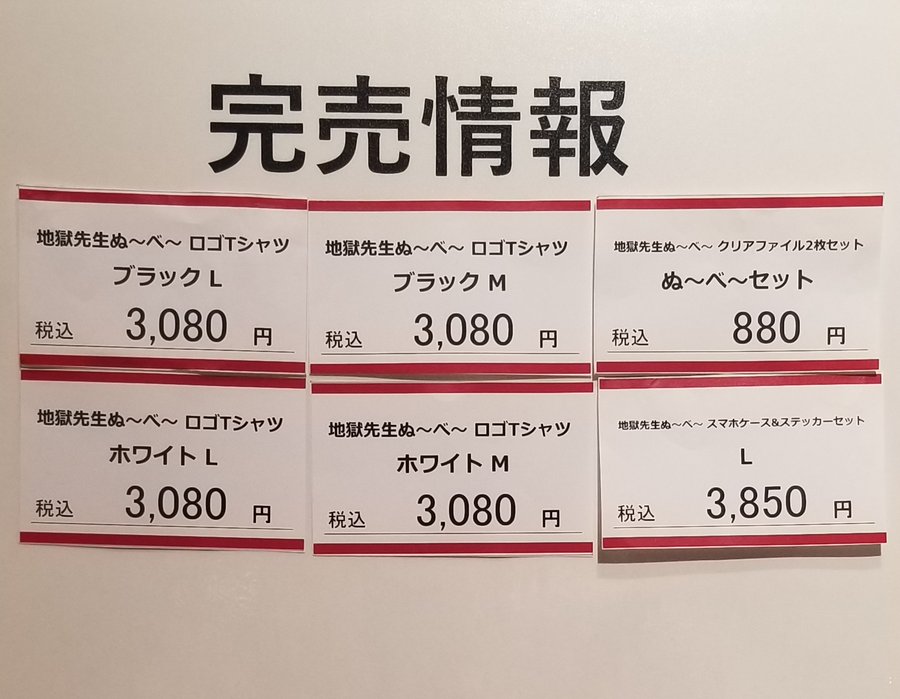 完売情報
地獄先生ぬ～べ～ ロゴTシャツ
ブラック L
税込 3,080 円
地獄先生ぬ～べ～ ロゴTシャツ
ブラック M
税込 3,080 円
地獄先生ぬ～べ～ クリアファイル2枚セット
ぬ～べ～セット
税込 880 円
地獄先生ぬ～べ～ ロゴTシャツ
ホワイト L
税込 3,080 円
地獄先生ぬ～べ～ ロゴTシャツ
ホワイト M
税込 3,080 円
地獄先生ぬ～べ～ スマホケース&ステッカーセット
L
税込 3,850 円